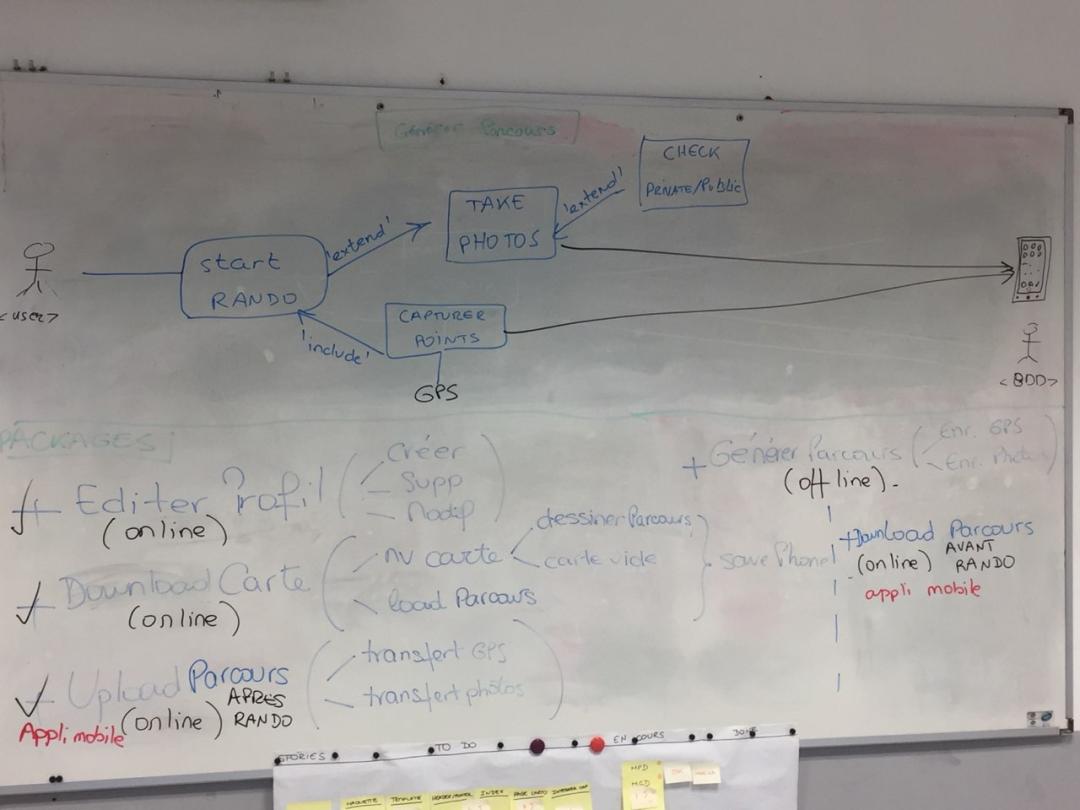 Générer Parcours
CHECK
PRIVATE/Public
'extend'
TAKE
PHOTOS
'extend'
start
RANDO
<USER>
CAPTURER
POINTS
'include'
GPS
<BDD>
PACKAGES
+ Editer Profil
(online)
Créer
Supp
Modif
+ Download Carte
(online)
nv carte
dessiner Parcours
carte vide
load Parcours
save Phone
+ Upload Parcours
(online)
APRES
RANDO
Appli mobile
transfert GPS
transfert photos
+ Générer Parcours
(off line).
Enr. GPS
Enr. Photo
+ Download Parcours
(online)
AVANT
RANDO
appli mobile
STORIES
TO DO
EN COURS
DONE
MAQUETTE
TEMPLATE
INDEX
MPD
MCD